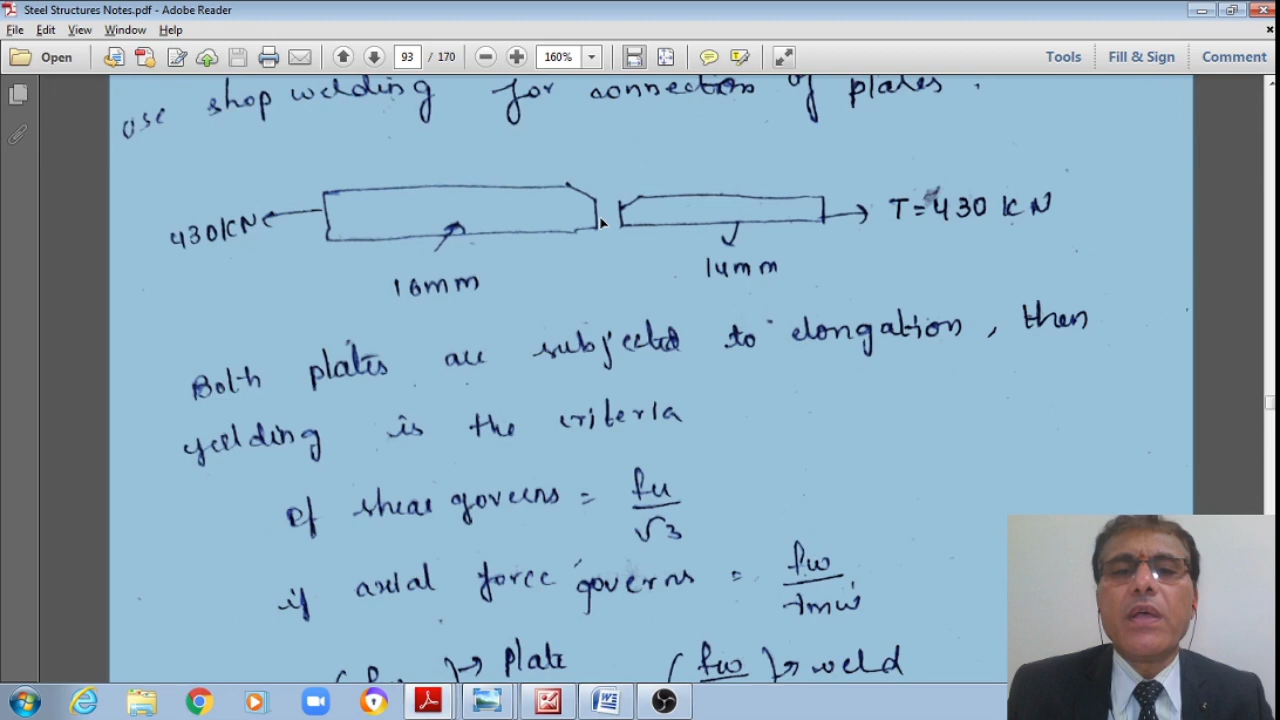 Steel Structures Notes.pdf - Adobe Reader
File Edit View Window Help
Open 93 / 170 160% Tools Fill & Sign Comment
use shop welding for connection of plates.
430KN T=430 KN
16mm 14mm
Both plates are subjected to elongation, then
yielding is the criteria
if shear governs = fu
√3
if axial force governs = fw
γmw
plate (fw )→ weld